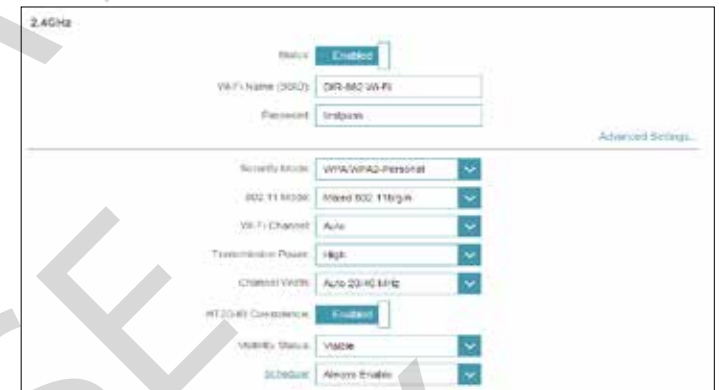 2.4GHz
Status: Enabled
Wi-Fi Name (SSID): DIR-882 Wi-Fi
Password:
Advanced Settings...
Security Mode: WPA/WPA2-Personal
802.11 Mode: Mixed 802.11b/g/n
Wi-Fi Channel: Auto
Transmission Power: High
Channel Width: Auto 20/40 MHz
HT20/40 Coexistence: Enabled
Visibility Status: Visible
Schedule: Always Enable